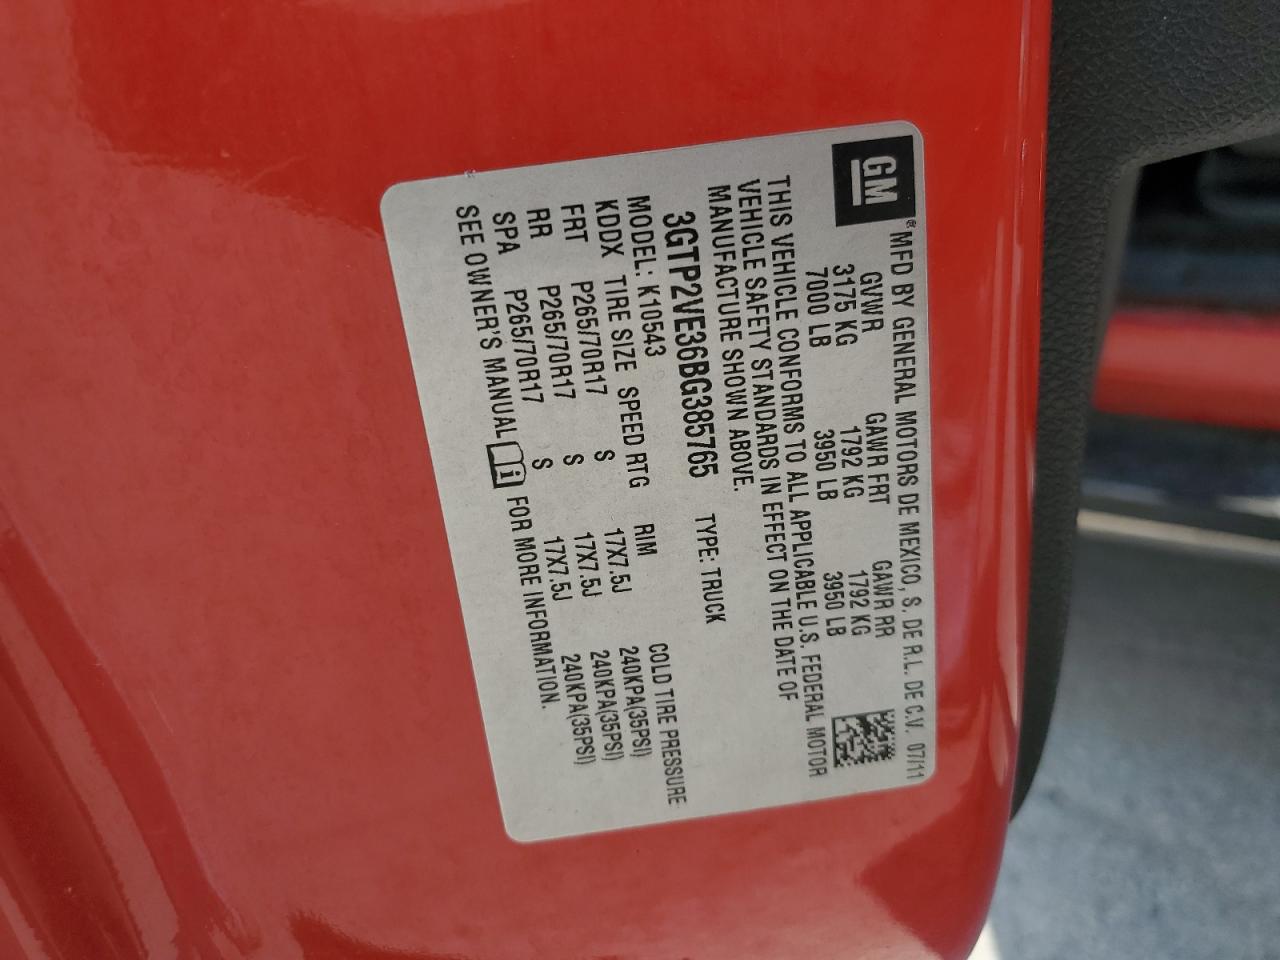 GM® MFD BY GENERAL MOTORS DE MEXICO, S. DE R.L. DE C.V. 07/11
GVWR GAWR FRT GAWR RR
3175 KG 1792 KG 1792 KG
7000 LB 3950 LB 3950 LB
THIS VEHICLE CONFORMS TO ALL APPLICABLE U.S. FEDERAL MOTOR
VEHICLE SAFETY STANDARDS IN EFFECT ON THE DATE OF
MANUFACTURE SHOWN ABOVE.
3GTP2VE36BG385765 TYPE: TRUCK
MODEL: K10543
KDDX TIRE SIZE SPEED RTG RIM COLD TIRE PRESSURE
FRT P265/70R17 S 17X7.5J 240KPA(35PSI)
RR P265/70R17 S 17X7.5J 240KPA(35PSI)
SPA P265/70R17 S 17X7.5J 240KPA(35PSI)
SEE OWNER'S MANUAL i FOR MORE INFORMATION.